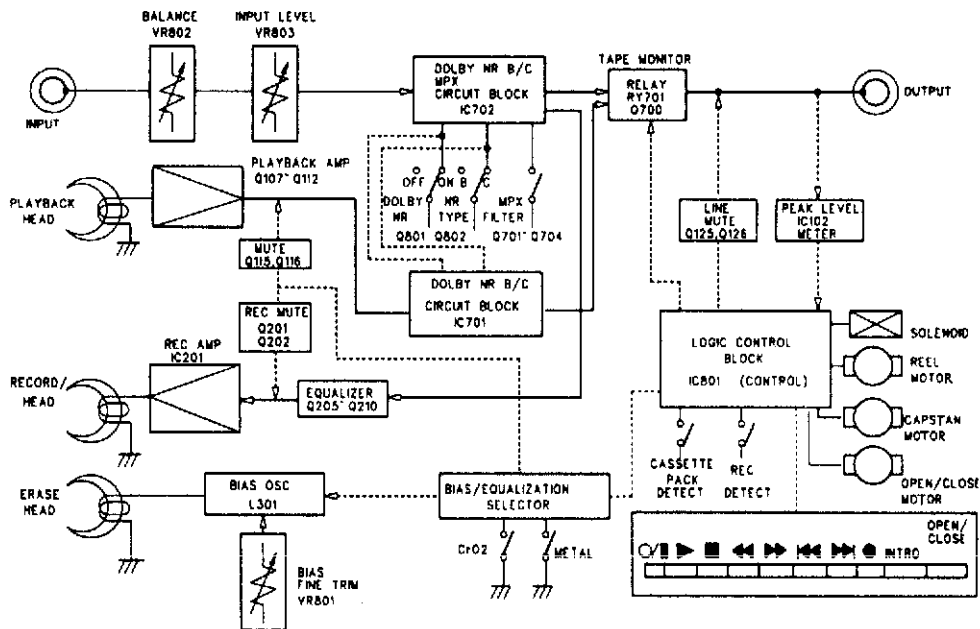 BALANCE
VR802
INPUT LEVEL
VR803
INPUT
DOLBY NR B/C
MPX
CIRCUIT BLOCK
IC702
TAPE MONITOR
RELAY
RY701
Q700
OUTPUT
PLAYBACK AMP
Q107~Q112
PLAYBACK
HEAD
OFF ON B C
DOLBY NR MPX
NR TYPE FILTER
Q801 Q802 Q701~Q704
MUTE
Q115,Q116
LINE
MUTE
Q125,Q126
PEAK LEVEL
IC102
METER
DOLBY NR B/C
CIRCUIT BLOCK
IC701
REC MUTE
Q201
Q202
REC AMP
IC201
RECORD/
HEAD
EQUALIZER
Q205~Q210
LOGIC CONTROL
BLOCK
IC801 (CONTROL)
SOLENOID
REEL
MOTOR
CAPSTAN
MOTOR
OPEN/CLOSE
MOTOR
CASSETTE
PACK
DETECT
REC
DETECT
ERASE
HEAD
BIAS OSC
L301
BIAS/EQUALIZATION
SELECTOR
CrO2
METAL
BIAS
FINE TRIM
VR801
OPEN/
CLOSE
INTRO